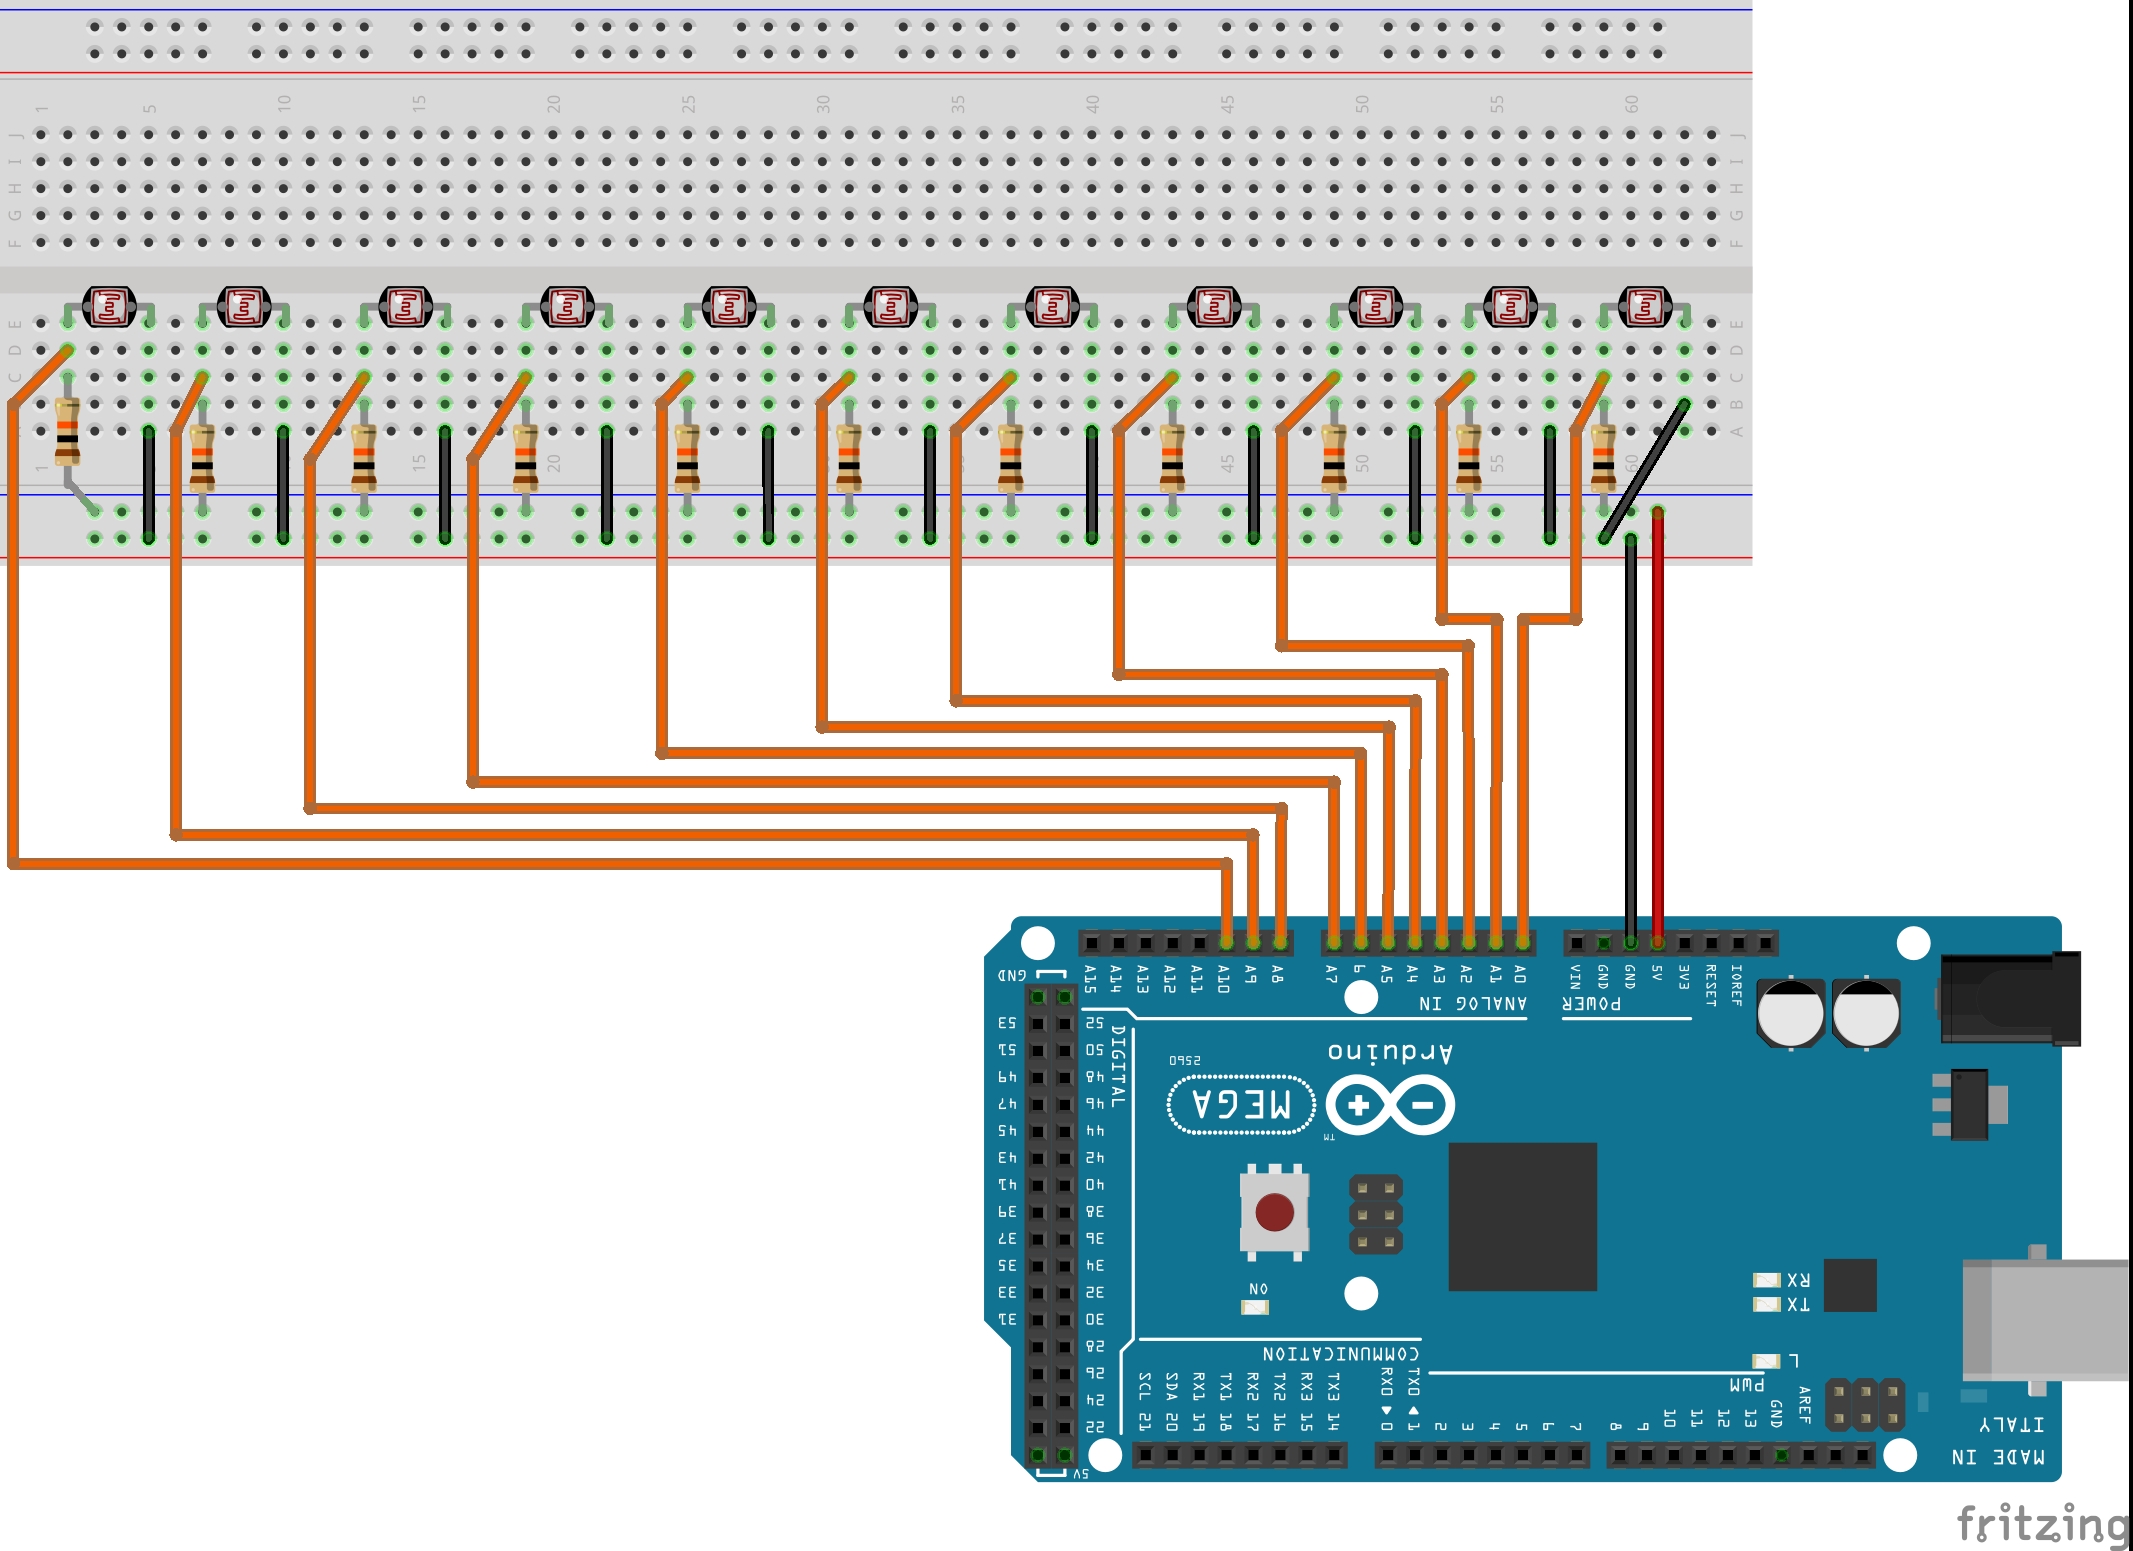 1 5 10 15 20 25 30 35 40 45 50 55 60
J J
I I
H H
G G
F F
E E
D D
C C
B
A
1 15 20 45 50 55 60
A15 A14 A13 A12 A11 A10 A9 A8 A7 6 A5 A4 A3 A2 A1 A0 VIN GND GND 5V 3V3 RESET IOREF
GND
ANALOG IN POWER
53 52
51 50
49 48
47 46
45 44
43 42
41 40
39 38
37 36
35 34
33 32
31 30
28
26
24
22
DIGITAL
Arduino
2560
MEGA
TM
ON
RX
TX
L
COMMUNICATION
PWM
SCL 21 SDA 20 RX1 19 TX1 18 RX2 17 TX2 16 RX3 15 TX3 14 RX0 0 TX0 1 2 3 4 5 6 7 8 9 10 11 12 13 GND AREF
MADE IN
ITALY
5V
fritzing